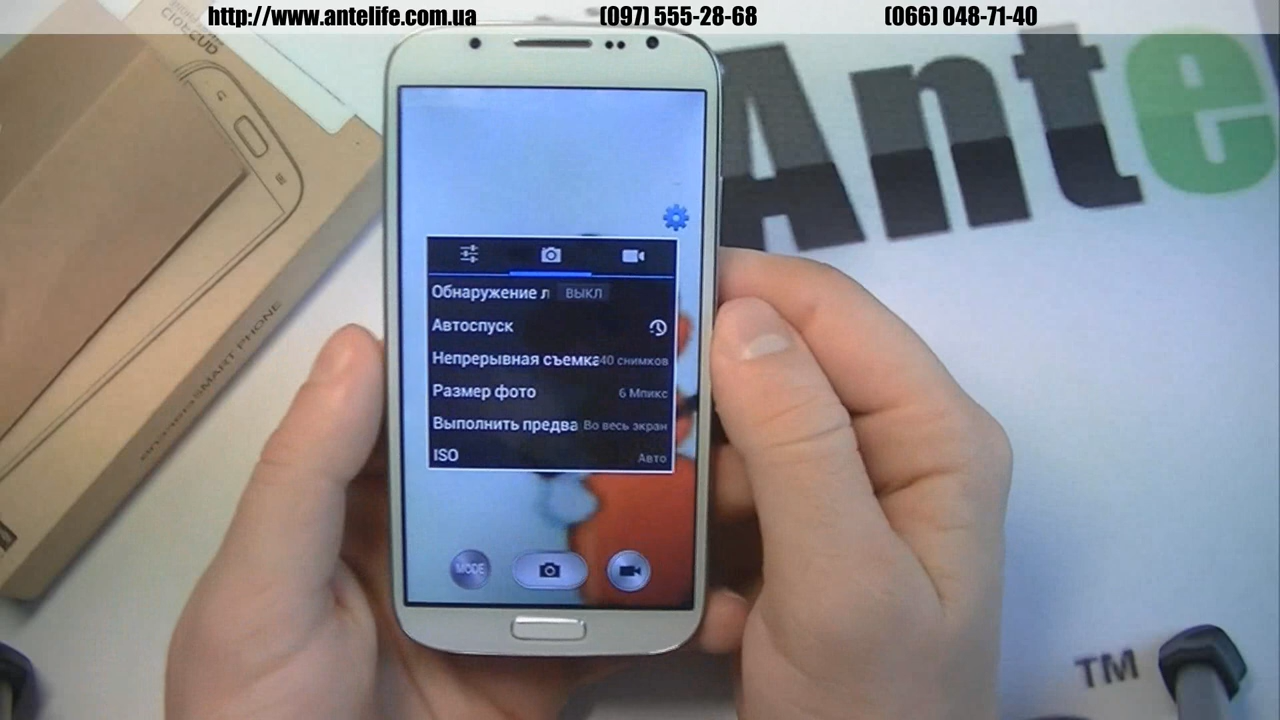 http://www.antelife.com.ua (097) 555-28-68 (066) 048-71-40
Ante
Обнаружение л ВЫКЛ
Автоспуск
Непрерывная съемка 40 снимков
Размер фото 6 Мпикс
Выполнить предва Во весь экран
ISO Авто
MODE
SMART PHONE
TM